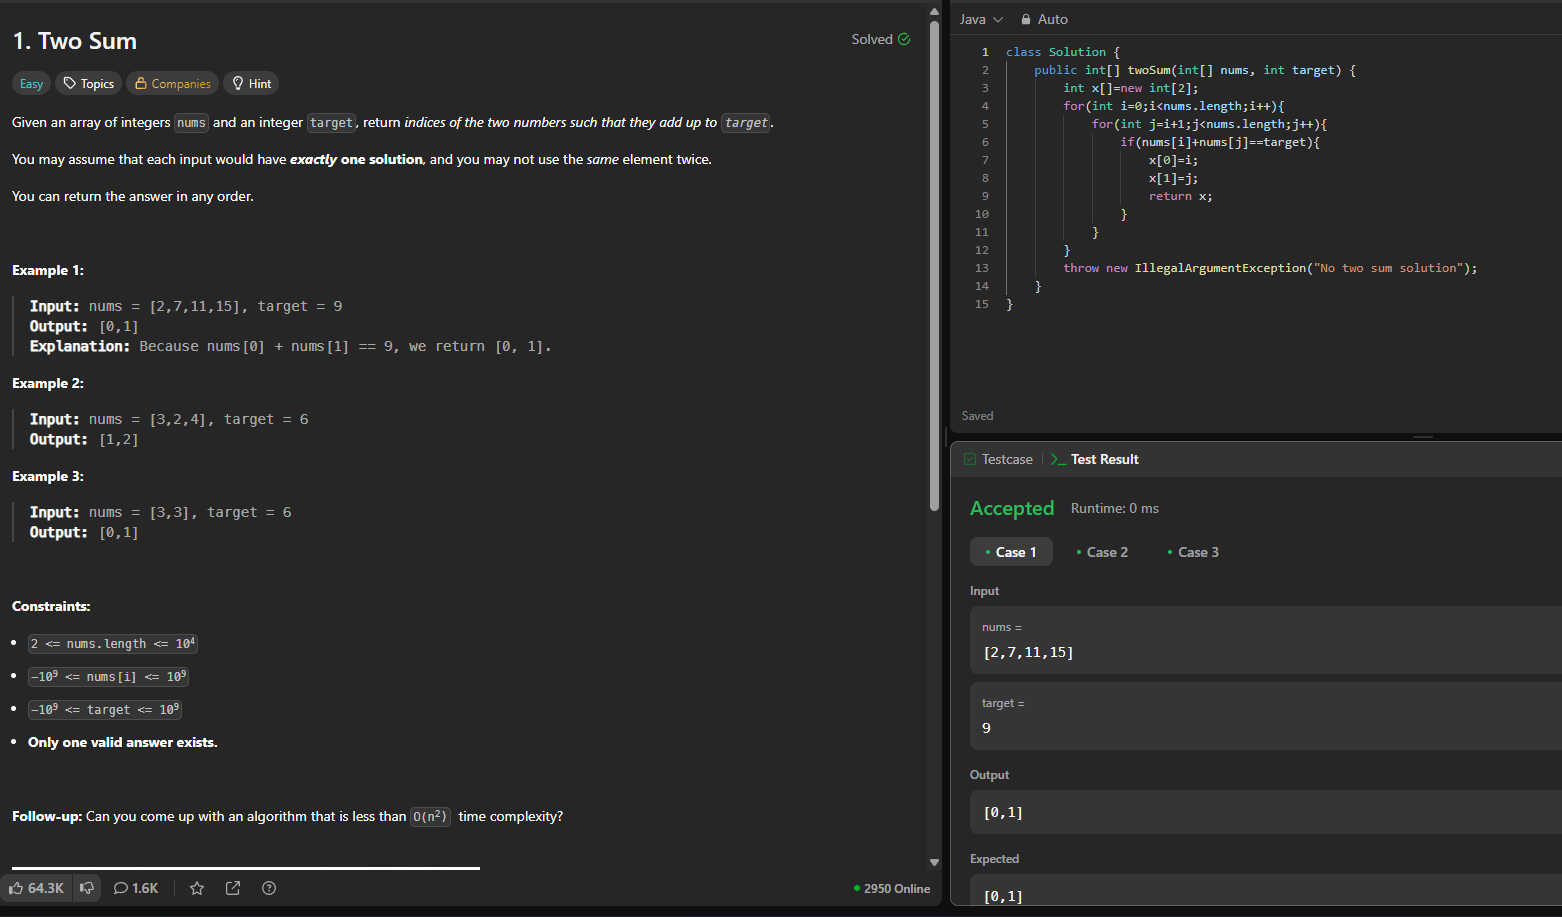 1. Two Sum
Solved
Easy
Topics
Companies
Hint
Given an array of integers nums and an integer target, return indices of the two numbers such that they add up to target.
You may assume that each input would have exactly one solution, and you may not use the same element twice.
You can return the answer in any order.
Example 1:
Input: nums = [2,7,11,15], target = 9
Output: [0,1]
Explanation: Because nums[0] + nums[1] == 9, we return [0, 1].
Example 2:
Input: nums = [3,2,4], target = 6
Output: [1,2]
Example 3:
Input: nums = [3,3], target = 6
Output: [0,1]
Constraints:
• 2 <= nums.length <= 10⁴
• -10⁹ <= nums[i] <= 10⁹
• -10⁹ <= target <= 10⁹
• Only one valid answer exists.
Follow-up: Can you come up with an algorithm that is less than O(n²) time complexity?
64.3K
1.6K
2950 Online
Java
Auto
1 class Solution {
2     public int[] twoSum(int[] nums, int target) {
3         int x[]=new int[2];
4         for(int i=0;i<nums.length;i++){
5             for(int j=i+1;j<nums.length;j++){
6                 if(nums[i]+nums[j]==target){
7                     x[0]=i;
8                     x[1]=j;
9                     return x;
10                 }
11             }
12         }
13         throw new IllegalArgumentException("No two sum solution");
14     }
15 }
Saved
Testcase
Test Result
Accepted
Runtime: 0 ms
• Case 1
• Case 2
• Case 3
Input
nums =
[2,7,11,15]
target =
9
Output
[0,1]
Expected
[0,1]